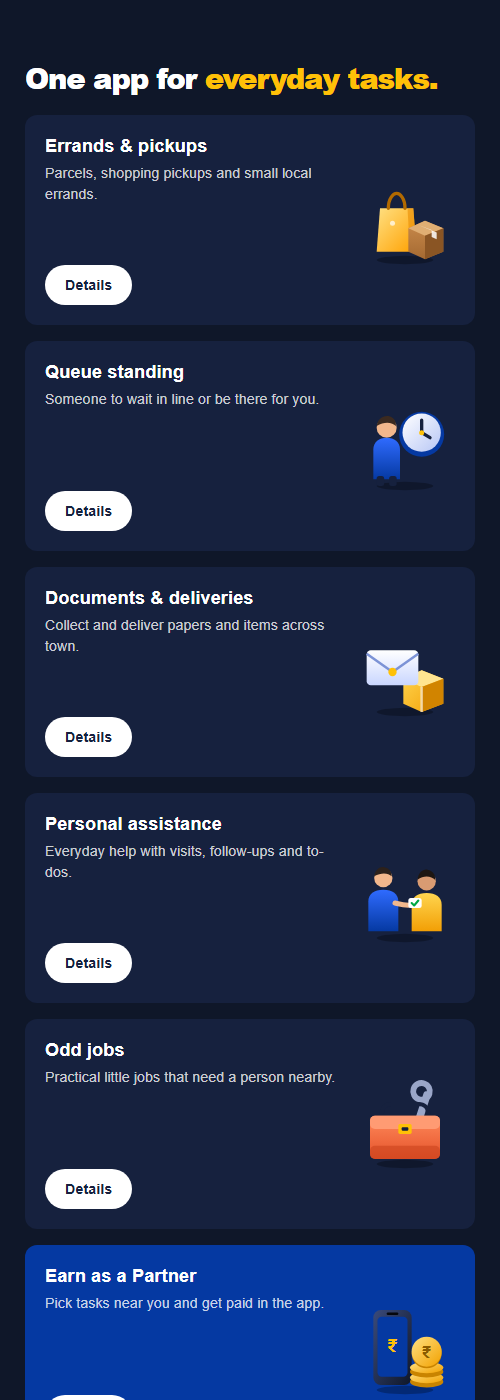 One app for everyday tasks.
Errands & pickups
Parcels, shopping pickups and small local
errands.
Details
Queue standing
Someone to wait in line or be there for you.
Details
Documents & deliveries
Collect and deliver papers and items across
town.
Details
Personal assistance
Everyday help with visits, follow-ups and to-
dos.
Details
Odd jobs
Practical little jobs that need a person nearby.
Details
Earn as a Partner
Pick tasks near you and get paid in the app.
₹
₹